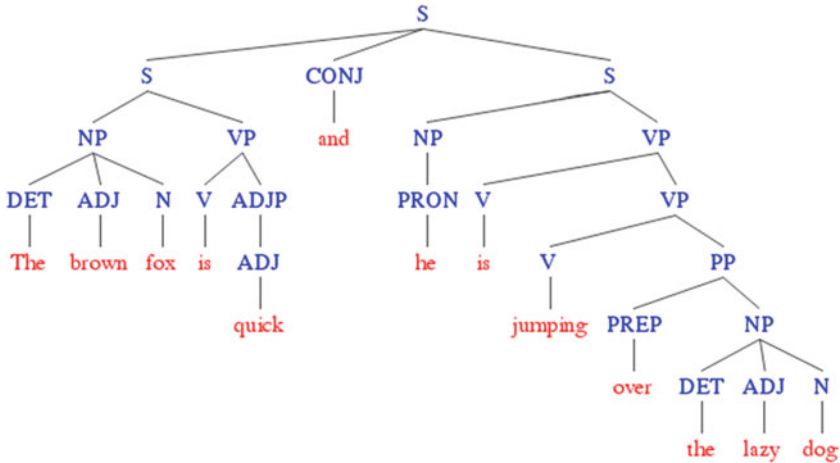 S
S CONJ S
NP VP and NP VP
DET ADJ N V ADJP PRON V VP
The brown fox is ADJ he is V PP
quick jumping PREP NP
over DET ADJ N
the lazy dog